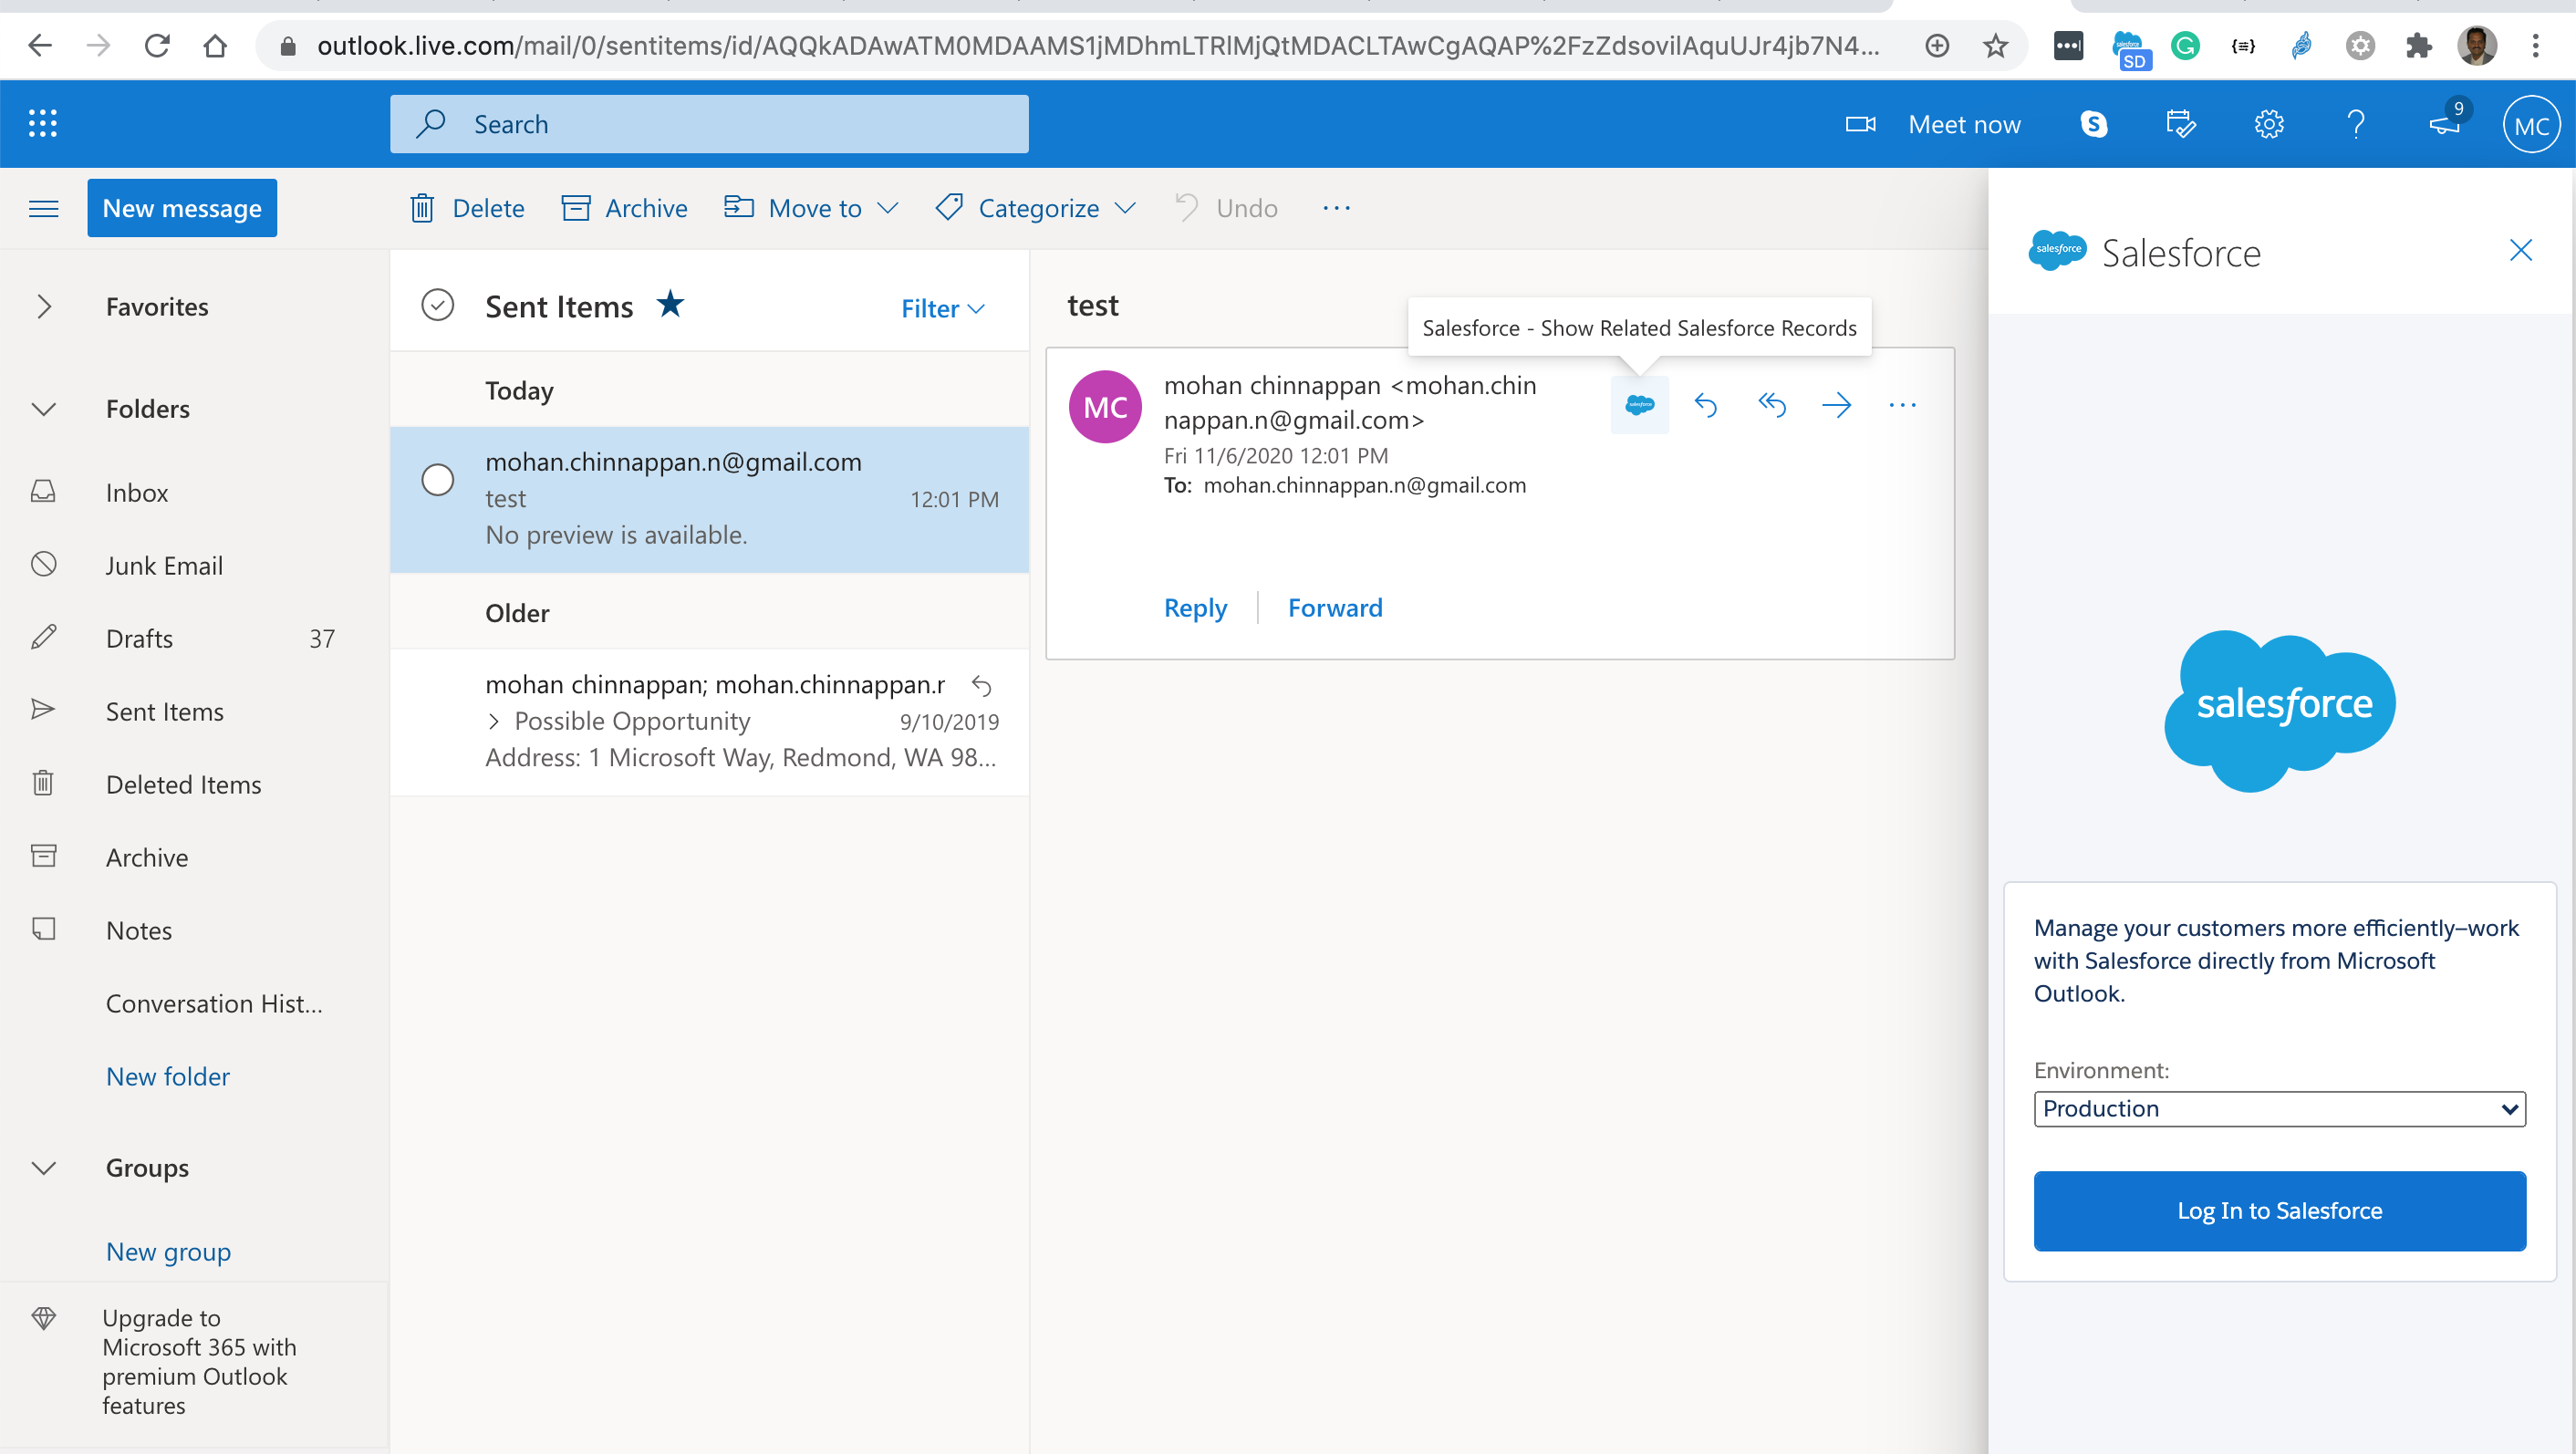 outlook.live.com/mail/0/sentitems/id/AQQkADAwATM0MDAAMS1jMDhmLTRlMjQtMDACLTAwCgAQAP%2FzZdsovilAquUJr4jb7N4...
SD
Search
Meet now
9
MC
New message
Delete
Archive
Move to
Categorize
Undo
Favorites
Folders
Inbox
Junk Email
Drafts 37
Sent Items
Deleted Items
Archive
Notes
Conversation Hist...
New folder
Groups
New group
Upgrade to
Microsoft 365 with
premium Outlook
features
Sent Items
Filter
Today
mohan.chinnappan.n@gmail.com
test 12:01 PM
No preview is available.
Older
mohan chinnappan; mohan.chinnappan.r
Possible Opportunity 9/10/2019
Address: 1 Microsoft Way, Redmond, WA 98...
test
Salesforce - Show Related Salesforce Records
MC
mohan chinnappan <mohan.chin
nappan.n@gmail.com>
salesforce
Fri 11/6/2020 12:01 PM
To: mohan.chinnappan.n@gmail.com
Reply
Forward
salesforce
Salesforce
salesforce
Manage your customers more efficiently–work
with Salesforce directly from Microsoft
Outlook.
Environment:
Production
Log In to Salesforce